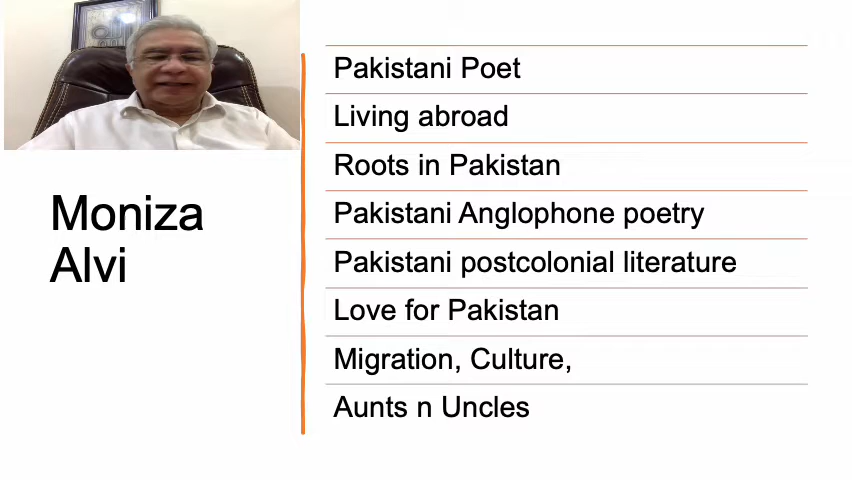 Moniza
Alvi
Pakistani Poet
Living abroad
Roots in Pakistan
Pakistani Anglophone poetry
Pakistani postcolonial literature
Love for Pakistan
Migration, Culture,
Aunts n Uncles